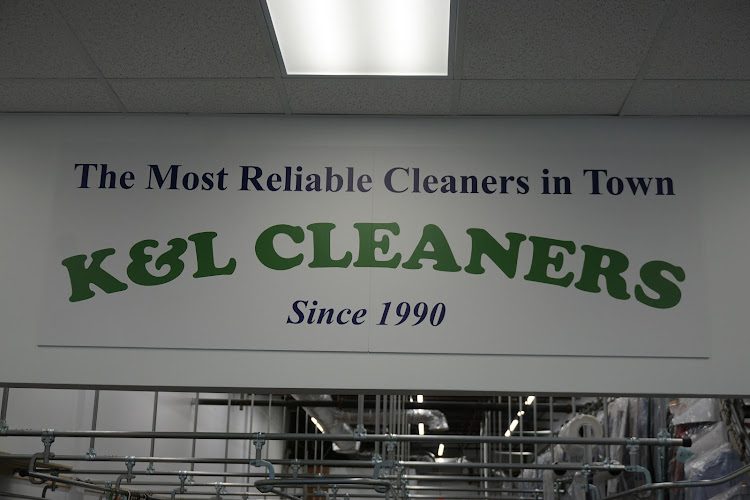 The Most Reliable Cleaners in Town
K&L CLEANERS
Since 1990